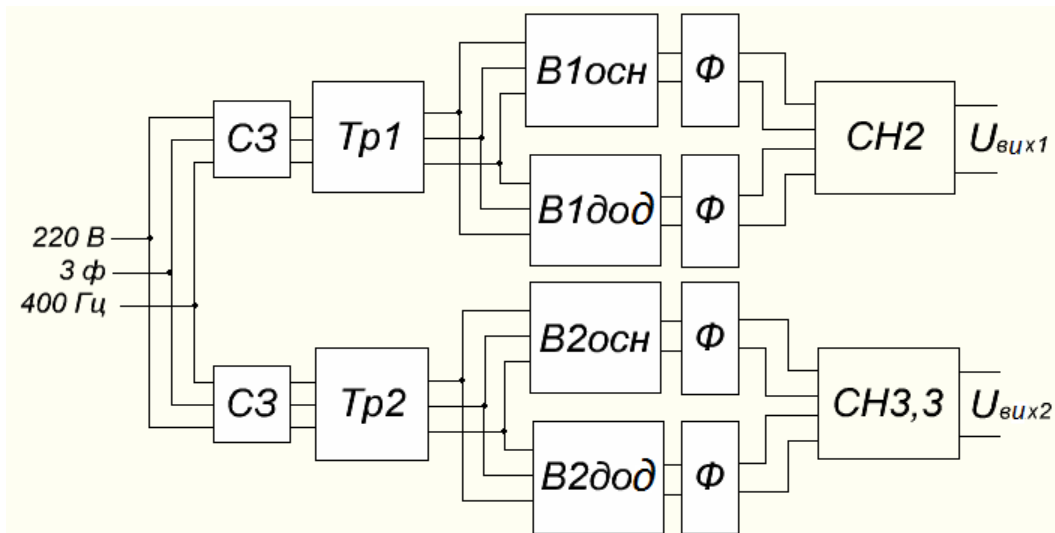 В1осн
Ф
СЗ
Тр1
СН2
Uвих1
В1дод
Ф
220 В
3 ф
400 Гц
В2осн
Ф
СЗ
Тр2
СН3,3
Uвих2
В2дод
Ф